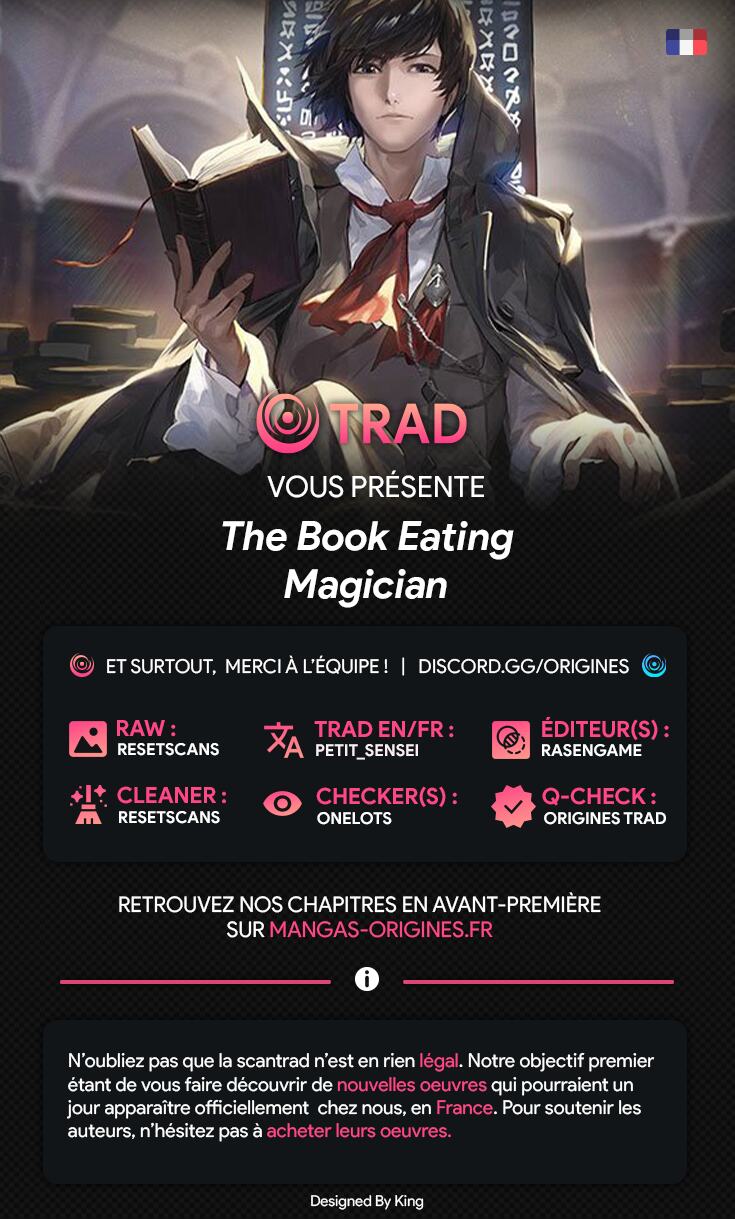 TRAD
VOUS PRÉSENTE
The Book Eating
Magician
ET SURTOUT, MERCI À L'ÉQUIPE ! | DISCORD.GG/ORIGINES
RAW :
RESETSCANS
TRAD EN/FR :
PETIT_SENSEI
ÉDITEUR(S) :
RASENGAME
CLEANER :
RESETSCANS
CHECKER(S) :
ONELOTS
Q-CHECK :
ORIGINES TRAD
RETROUVEZ NOS CHAPITRES EN AVANT-PREMIÈRE
SUR MANGAS-ORIGINES.FR
N'oubliez pas que la scantrad n'est en rien légal. Notre objectif premier
étant de vous faire découvrir de nouvelles oeuvres qui pourraient un
jour apparaître officiellement chez nous, en France. Pour soutenir les
auteurs, n'hésitez pas à acheter leurs oeuvres.
Designed By King